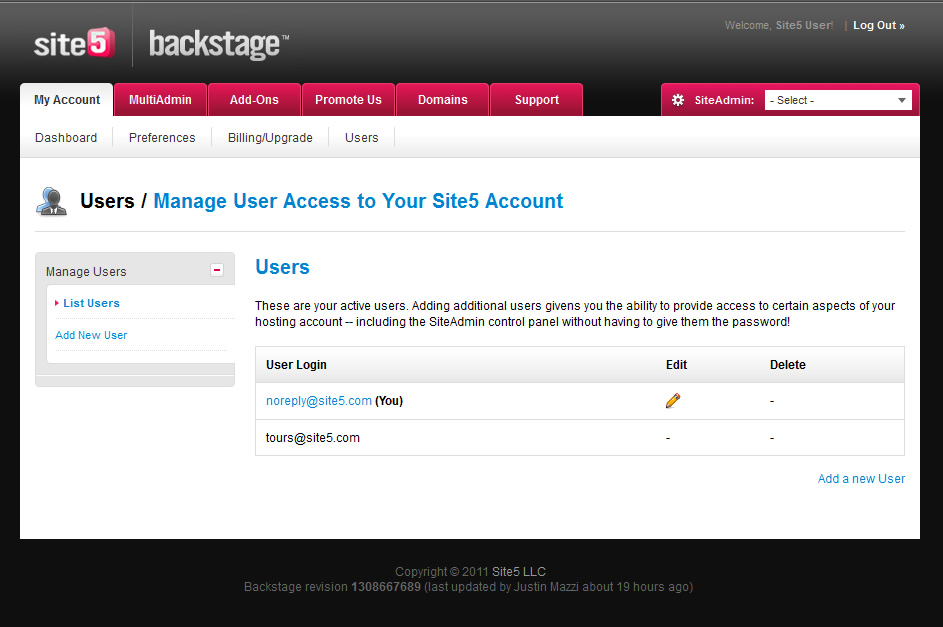 Welcome, Site5 User! | Log Out »
site5 backstage™
My Account MultiAdmin Add-Ons Promote Us Domains Support SiteAdmin: - Select -
Dashboard Preferences Billing/Upgrade Users
Users / Manage User Access to Your Site5 Account
Manage Users
List Users
Add New User
Users
These are your active users. Adding additional users givens you the ability to provide access to certain aspects of your
hosting account -- including the SiteAdmin control panel without having to give them the password!
User Login Edit Delete
noreply@site5.com (You) -
tours@site5.com - -
Add a new User
Copyright © 2011 Site5 LLC
Backstage revision 1308667689 (last updated by Justin Mazzi about 19 hours ago)